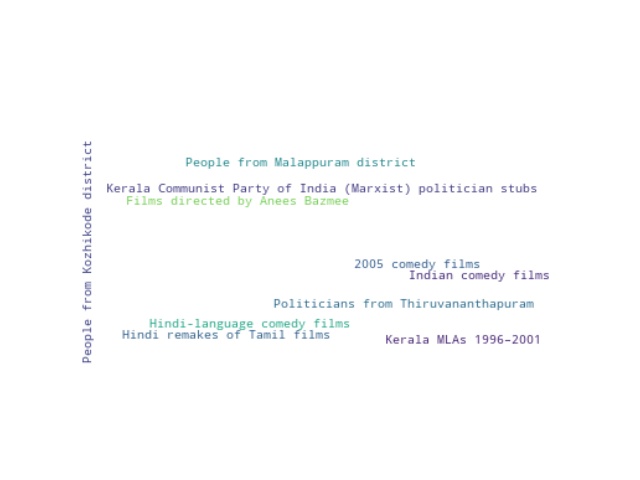 People from Kozhikode district
People from Malappuram district
Kerala Communist Party of India (Marxist) politician stubs
Films directed by Anees Bazmee
2005 comedy films
Indian comedy films
Politicians from Thiruvananthapuram
Hindi-language comedy films
Hindi remakes of Tamil films
Kerala MLAs 1996–2001